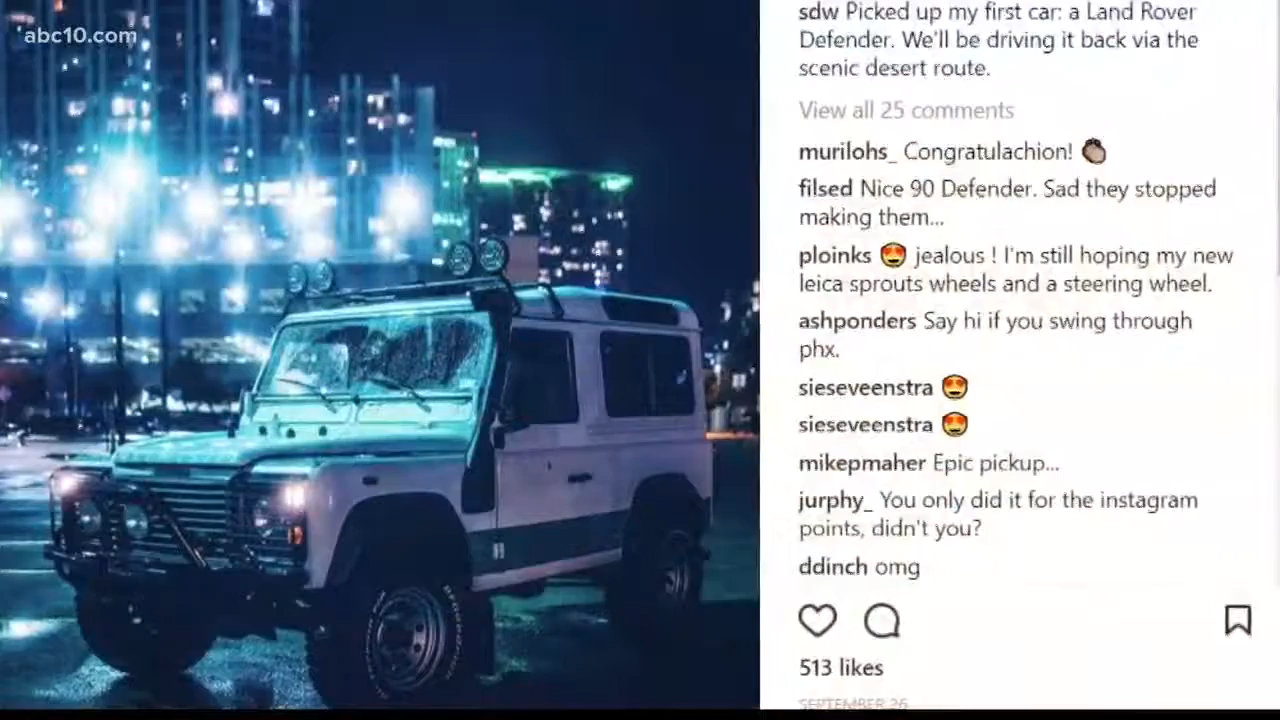 abc10.com
sdw Picked up my first car: a Land Rover
Defender. We'll be driving it back via the
scenic desert route.
View all 25 comments
murilohs_ Congratulachion!
filsed Nice 90 Defender. Sad they stopped
making them...
ploinks 😍 jealous ! I'm still hoping my new
leica sprouts wheels and a steering wheel.
ashponders Say hi if you swing through
phx.
sieseveenstra 😍
sieseveenstra 😍
mikepmaher Epic pickup...
jurphy_ You only did it for the instagram
points, didn't you?
ddinch omg
513 likes
SEPTEMBER 26